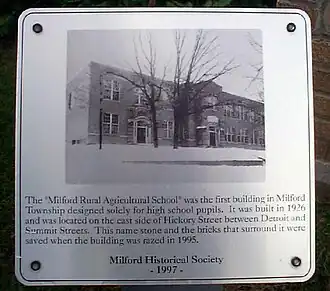 The "Milford Rural Agricultural School" was the first building in Milford
Township designed solely for high school pupils. It was built in 1926
and was located on the east side of Hickory Street between Detroit and
Summit Streets. This name stone and the bricks that surround it were
saved when the building was razed in 1995.
Milford Historical Society
- 1997 -